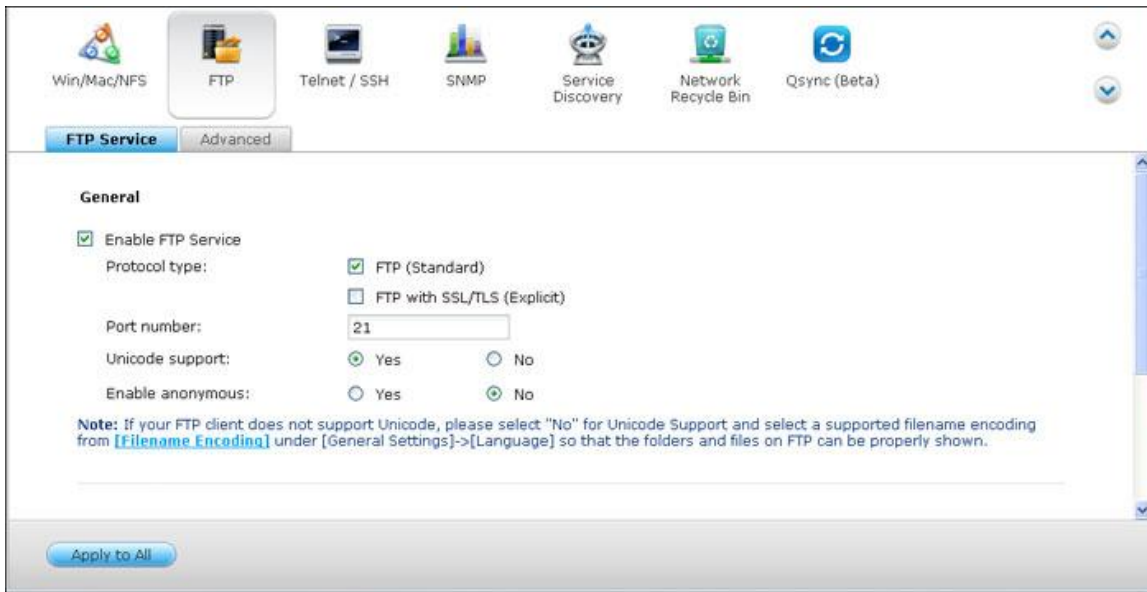 Win/Mac/NFS
FTP
Telnet / SSH
SNMP
Service
Discovery
Network
Recycle Bin
Qsync (Beta)
FTP Service
Advanced
General
Enable FTP Service
Protocol type:
FTP (Standard)
FTP with SSL/TLS (Explicit)
Port number:
21
Unicode support:
Yes
No
Enable anonymous:
Yes
No
Note: If your FTP client does not support Unicode, please select "No" for Unicode Support and select a supported filename encoding
from [Filename Encoding] under [General Settings]->[Language] so that the folders and files on FTP can be properly shown.
Apply to All